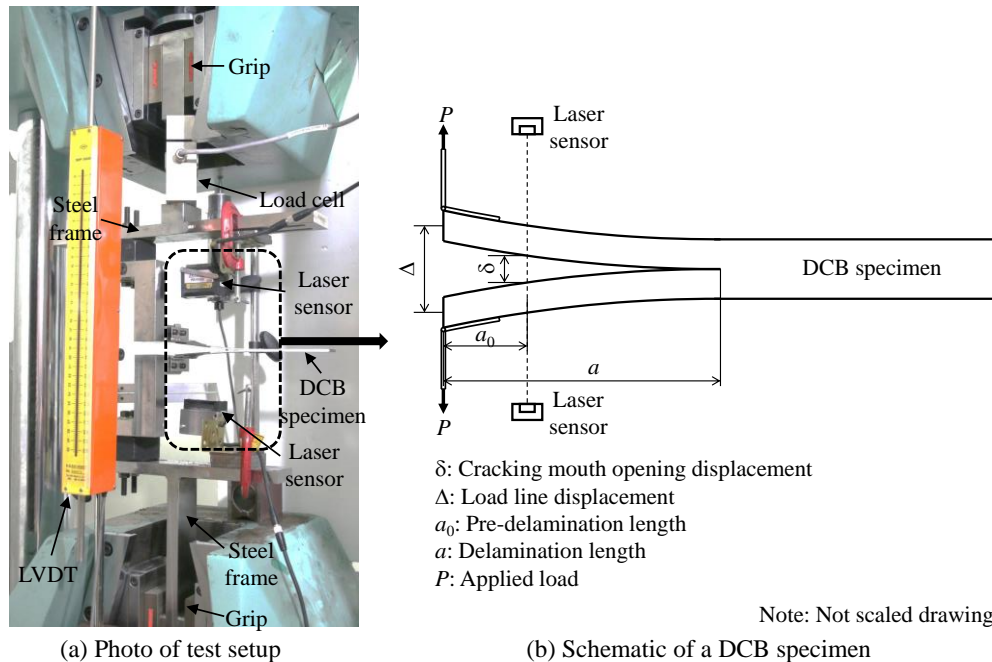 Grip
Load cell
Steel
frame
Laser
sensor
DCB
specimen
Laser
sensor
Steel
frame
LVDT
Grip
(a) Photo of test setup
P
Laser
sensor
Δ
δ
DCB specimen
a0
a
P
Laser
sensor
δ: Cracking mouth opening displacement
Δ: Load line displacement
a0: Pre-delamination length
a: Delamination length
P: Applied load
Note: Not scaled drawing
(b) Schematic of a DCB specimen